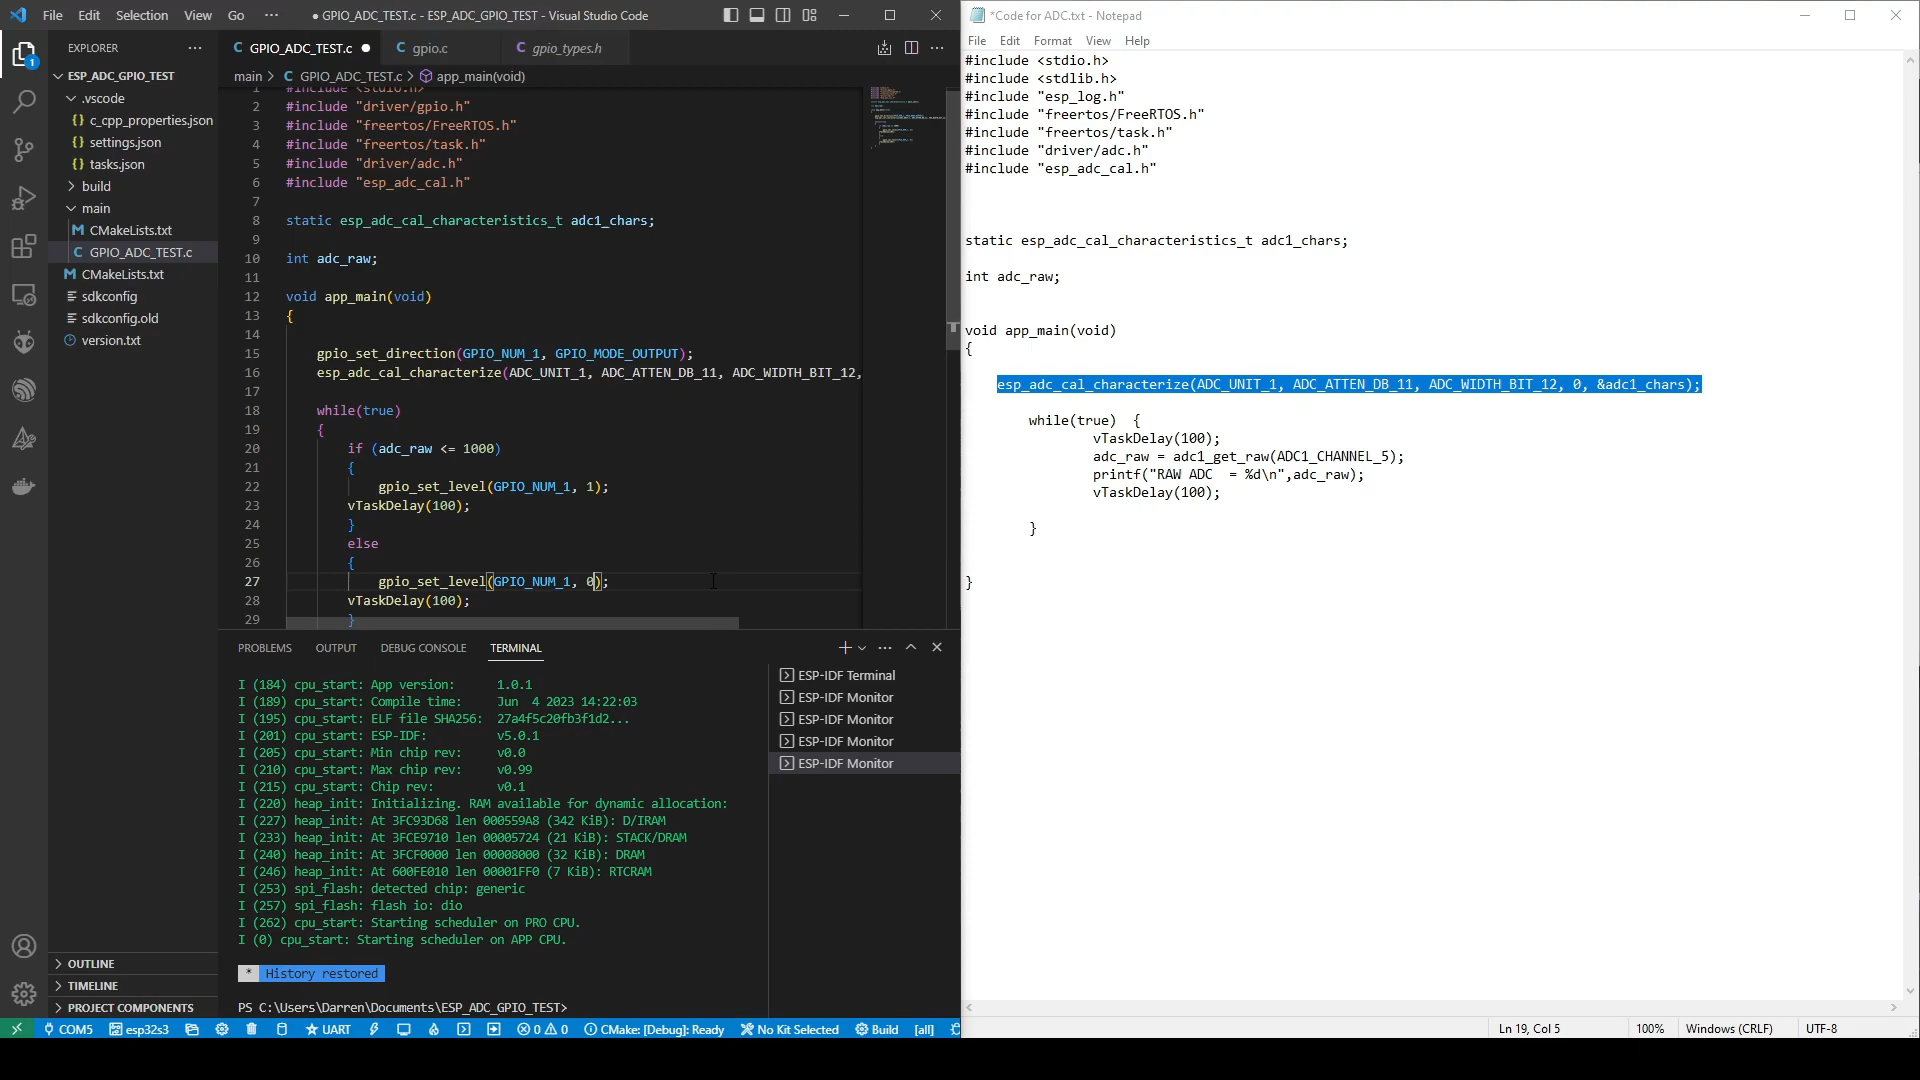 File Edit Selection View Go ··· ● GPIO_ADC_TEST.c - ESP_ADC_GPIO_TEST - Visual Studio Code
EXPLORER ···
1
ESP_ADC_GPIO_TEST
.vscode
{} c_cpp_properties.json
{} settings.json
{} tasks.json
build
main
M CMakeLists.txt
C GPIO_ADC_TEST.c
M CMakeLists.txt
sdkconfig
sdkconfig.old
version.txt
OUTLINE
TIMELINE
PROJECT COMPONENTS
C GPIO_ADC_TEST.c ● C gpio.c C gpio_types.h ···
main > C GPIO_ADC_TEST.c > app_main(void)
1 #include <stdio.h>
2 #include "driver/gpio.h"
3 #include "freertos/FreeRTOS.h"
4 #include "freertos/task.h"
5 #include "driver/adc.h"
6 #include "esp_adc_cal.h"
7
8 static esp_adc_cal_characteristics_t adc1_chars;
9
10 int adc_raw;
11
12 void app_main(void)
13 {
14
15 gpio_set_direction(GPIO_NUM_1, GPIO_MODE_OUTPUT);
16 esp_adc_cal_characterize(ADC_UNIT_1, ADC_ATTEN_DB_11, ADC_WIDTH_BIT_12,
17
18 while(true)
19 {
20 if (adc_raw <= 1000)
21 {
22 gpio_set_level(GPIO_NUM_1, 1);
23 vTaskDelay(100);
24 }
25 else
26 {
27 gpio_set_level(GPIO_NUM_1, 0);
28 vTaskDelay(100);
29 }
PROBLEMS OUTPUT DEBUG CONSOLE TERMINAL
I (184) cpu_start: App version: 1.0.1
I (189) cpu_start: Compile time: Jun 4 2023 14:22:03
I (195) cpu_start: ELF file SHA256: 27a4f5c20fb3f1d2...
I (201) cpu_start: ESP-IDF: v5.0.1
I (205) cpu_start: Min chip rev: v0.0
I (210) cpu_start: Max chip rev: v0.99
I (215) cpu_start: Chip rev: v0.1
I (220) heap_init: Initializing. RAM available for dynamic allocation:
I (227) heap_init: At 3FC93D68 len 000559A8 (342 KiB): D/IRAM
I (233) heap_init: At 3FCE9710 len 00005724 (21 KiB): STACK/DRAM
I (240) heap_init: At 3FCF0000 len 00008000 (32 KiB): DRAM
I (246) heap_init: At 600FE010 len 00001FF0 (7 KiB): RTCRAM
I (253) spi_flash: detected chip: generic
I (257) spi_flash: flash io: dio
I (262) cpu_start: Starting scheduler on PRO CPU.
I (0) cpu_start: Starting scheduler on APP CPU.
* History restored
PS C:\Users\Darren\Documents\ESP_ADC_GPIO_TEST>
ESP-IDF Terminal
ESP-IDF Monitor
ESP-IDF Monitor
ESP-IDF Monitor
ESP-IDF Monitor
COM5 esp32s3 UART 0 0 CMake: [Debug]: Ready No Kit Selected Build [all]
*Code for ADC.txt - Notepad
File Edit Format View Help
#include <stdio.h>
#include <stdlib.h>
#include "esp_log.h"
#include "freertos/FreeRTOS.h"
#include "freertos/task.h"
#include "driver/adc.h"
#include "esp_adc_cal.h"
static esp_adc_cal_characteristics_t adc1_chars;
int adc_raw;
void app_main(void)
{
esp_adc_cal_characterize(ADC_UNIT_1, ADC_ATTEN_DB_11, ADC_WIDTH_BIT_12, 0, &adc1_chars);
while(true) {
vTaskDelay(100);
adc_raw = adc1_get_raw(ADC1_CHANNEL_5);
printf("RAW ADC = %d\n",adc_raw);
vTaskDelay(100);
}
}
Ln 19, Col 5 100% Windows (CRLF) UTF-8